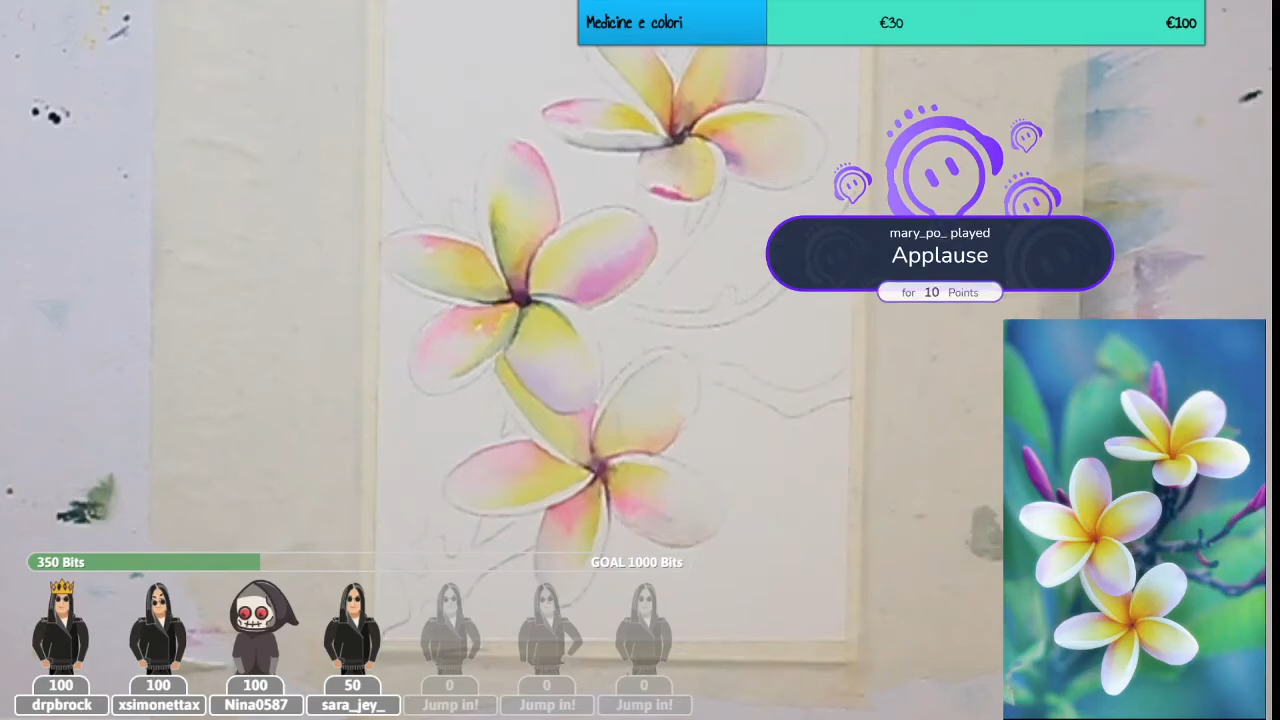 Medicine e colori €30 €100
mary_po_ played
Applause
for 10 Points
350 Bits GOAL 1000 Bits
100 100 100 50 0 0 0
drpbrock xsimonettax Nina0587 sara_jey_ Jump in! Jump in! Jump in!